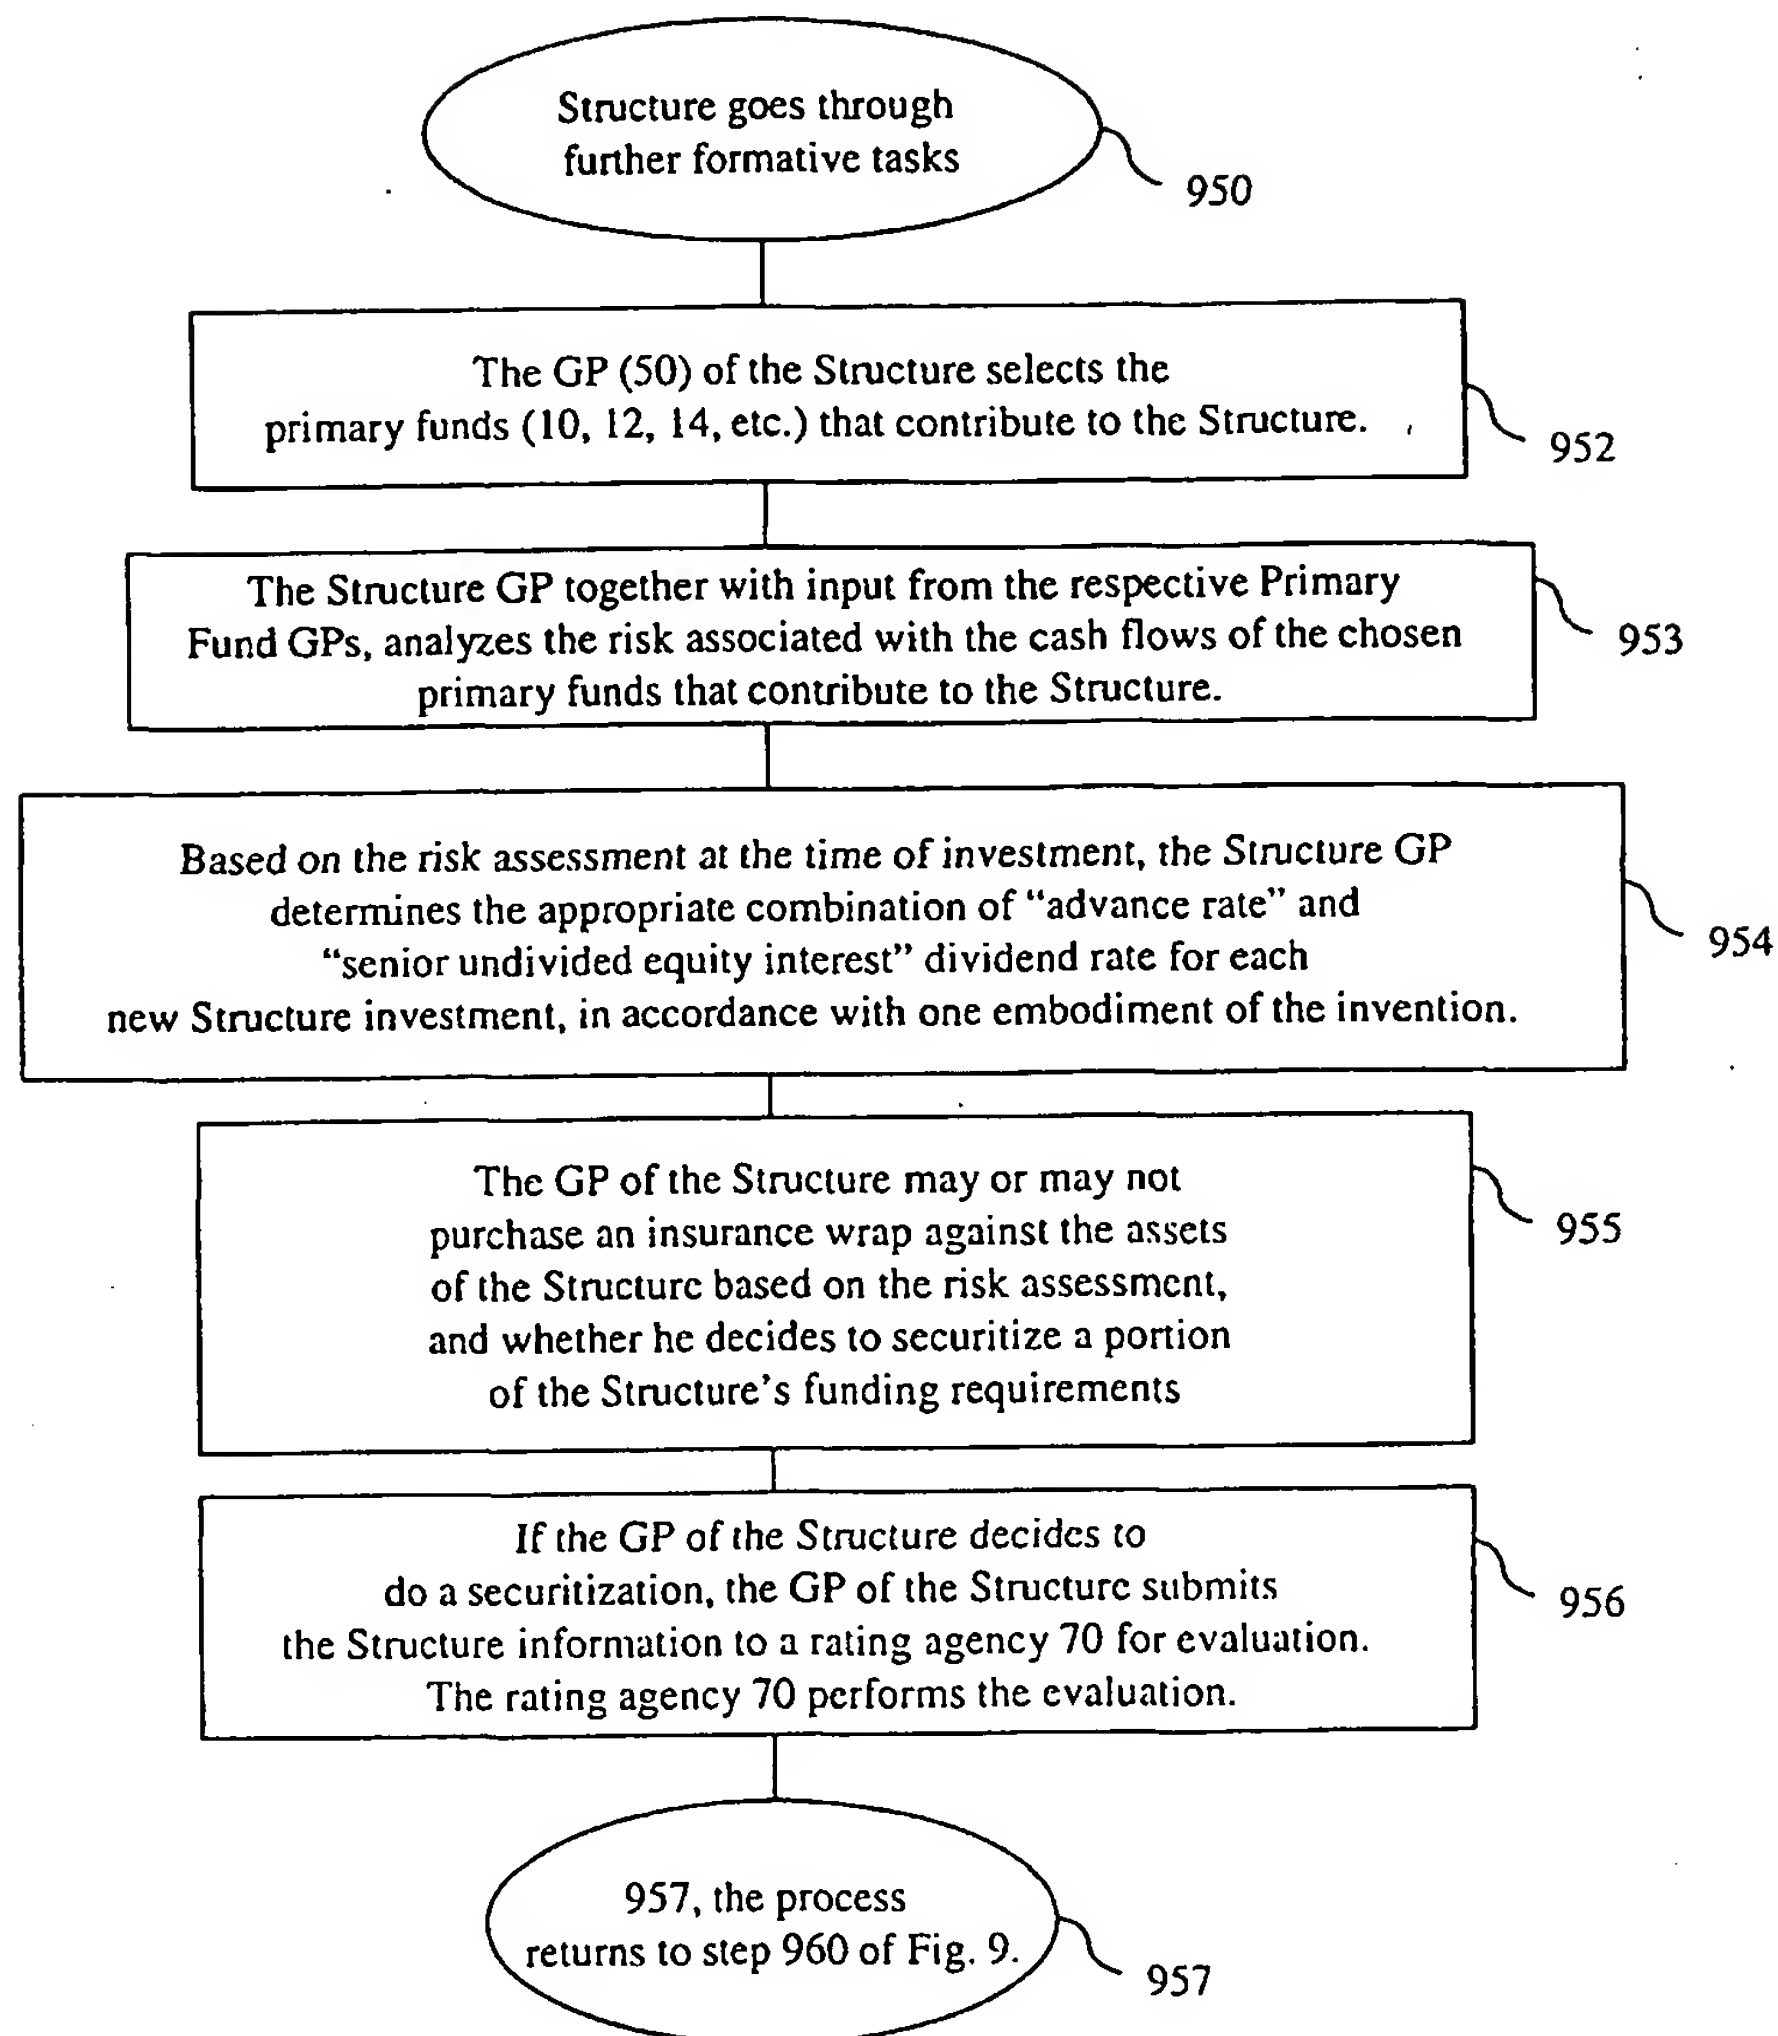 Structure goes through
further formative tasks
950
The GP (50) of the Structure selects the
primary funds (10, 12, 14, etc.) that contribute to the Structure.
952
The Structure GP together with input from the respective Primary
Fund GPs, analyzes the risk associated with the cash flows of the chosen
primary funds that contribute to the Structure.
953
Based on the risk assessment at the time of investment, the Structure GP
determines the appropriate combination of “advance rate” and
“senior undivided equity interest” dividend rate for each
new Structure investment, in accordance with one embodiment of the invention.
954
The GP of the Structure may or may not
purchase an insurance wrap against the assets
of the Structure based on the risk assessment,
and whether he decides to securitize a portion
of the Structure’s funding requirements
955
If the GP of the Structure decides to
do a securitization, the GP of the Structure submits
the Structure information to a rating agency 70 for evaluation.
The rating agency 70 performs the evaluation.
956
957, the process
returns to step 960 of Fig. 9.
957